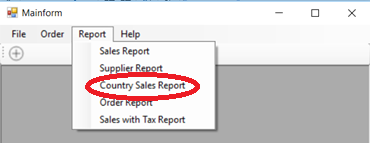 Mainform
File Order Report Help
Sales Report
Supplier Report
Country Sales Report
Order Report
Sales with Tax Report